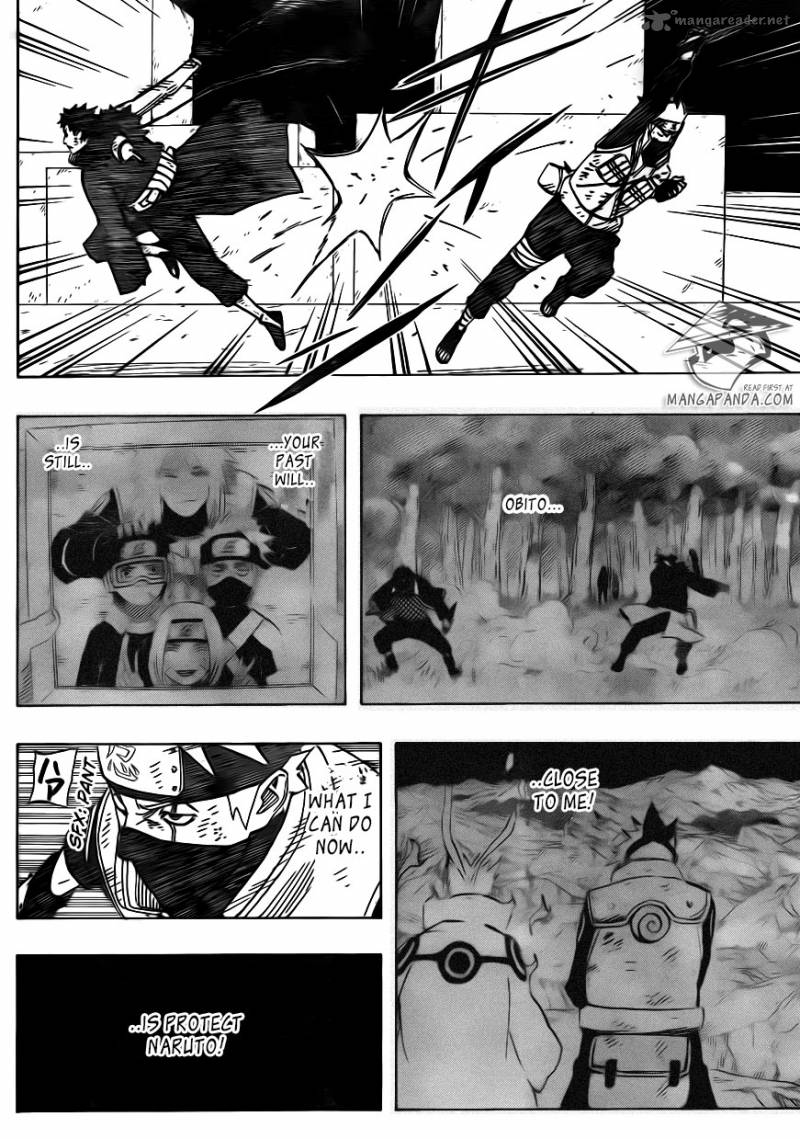 mangareader.net
READ FIRST AT
MANGAPANDA.COM
OBITO...
...YOUR
PAST
WILL..
..IS
STILL..
..CLOSE
TO ME!
ハァ
SFX: PANT
WHAT I
CAN DO
NOW..
..IS PROTECT
NARUTO!